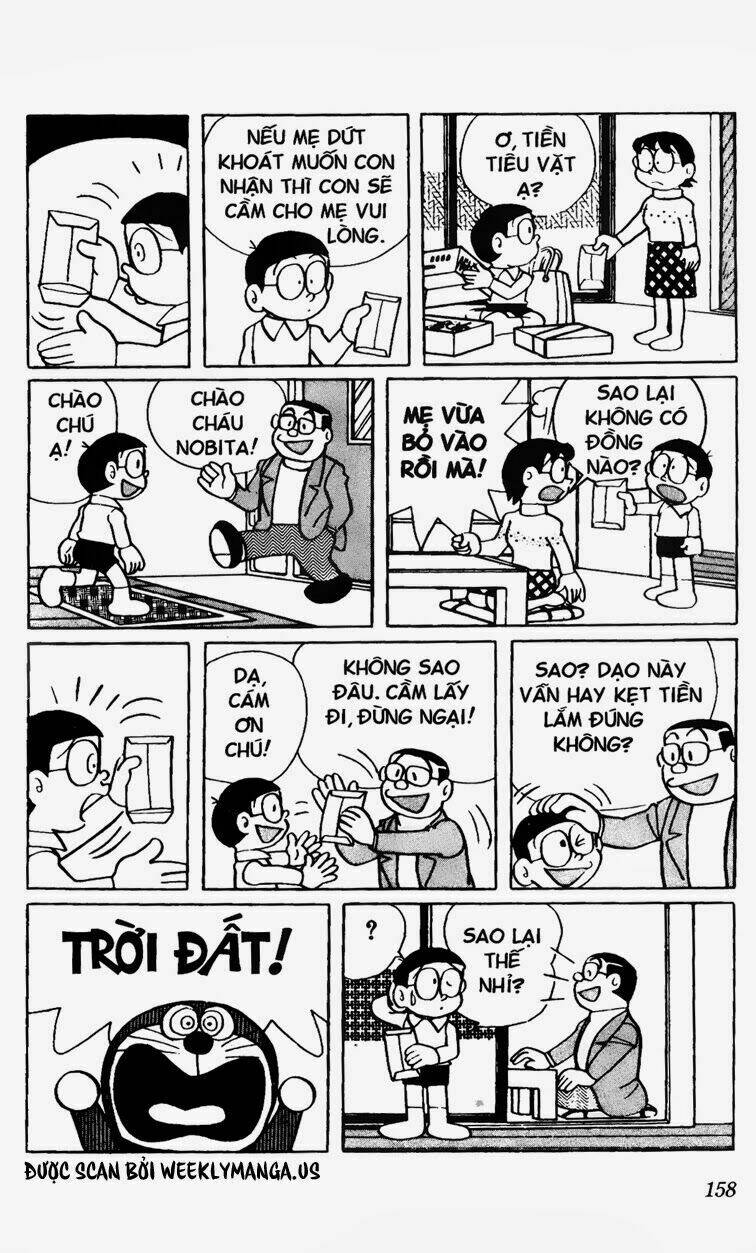 Ơ, TIỀN
TIÊU VẶT
Ạ?
NẾU MẸ DỨT
KHOÁT MUỐN CON
NHẬN THÌ CON SẼ
CẦM CHO MẸ VUI
LÒNG.
SAO LẠI
KHÔNG CÓ
ĐỒNG
NÀO?
MẸ VỪA
BỎ VÀO
RỒI MÀ!
CHÀO
CHÁU
NOBITA!
CHÀO
CHÚ
Ạ!
SAO? DẠO NÀY
VẪN HAY KẸT TIỀN
LẮM ĐÚNG
KHÔNG?
KHÔNG SAO
ĐÂU. CẦM LẤY
ĐI, ĐỪNG NGẠI!
DẠ,
CÁM
ƠN
CHÚ!
SAO LẠI
THẾ
NHỈ?
?
TRỜI ĐẤT!
ĐƯỢC SCAN BỞI WEEKLYMANGA.US
158